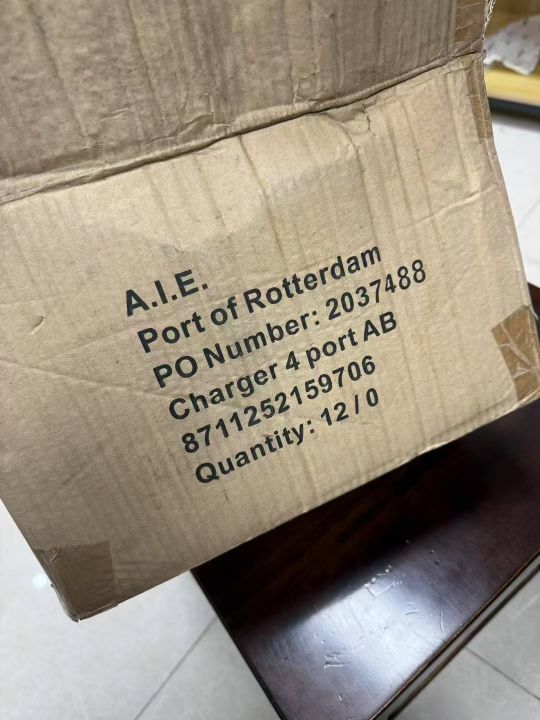 A.I.E.
Port of Rotterdam
PO Number: 2037488
Charger 4 port AB
8711252159706
Quantity: 12 / 0